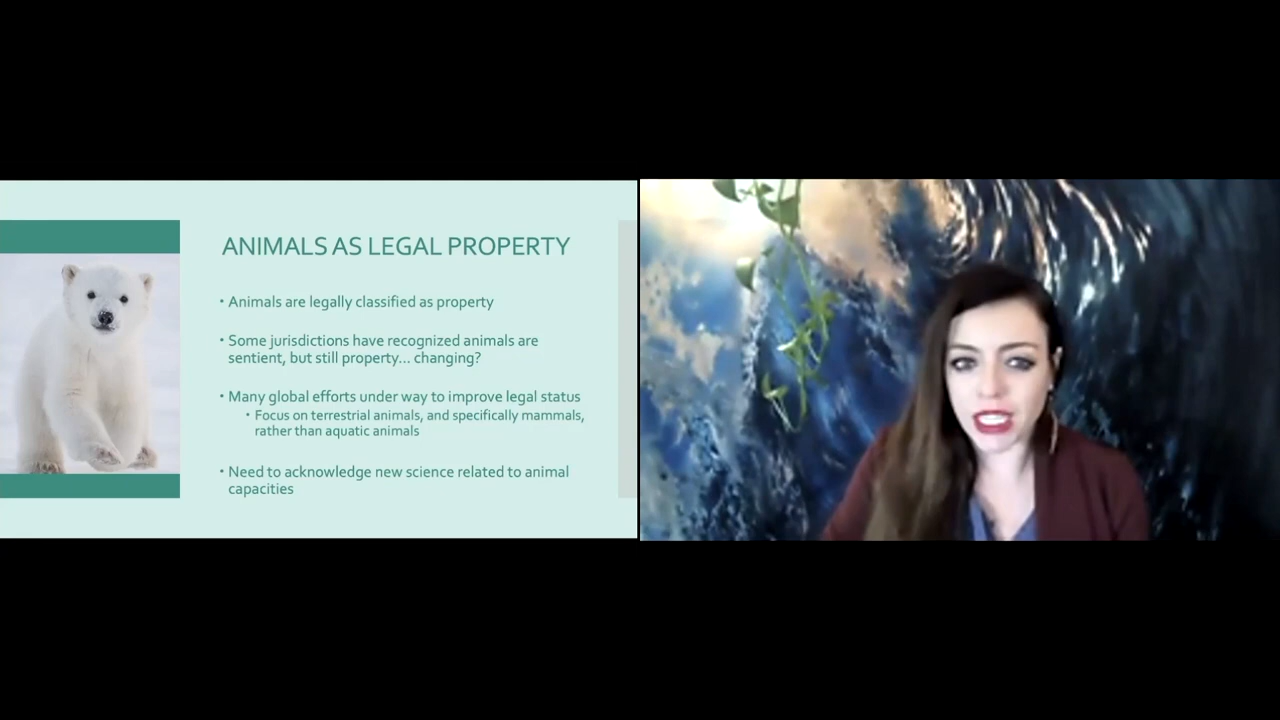 ANIMALS AS LEGAL PROPERTY
• Animals are legally classified as property
• Some jurisdictions have recognized animals are
sentient, but still property... changing?
• Many global efforts under way to improve legal status
• Focus on terrestrial animals, and specifically mammals,
rather than aquatic animals
• Need to acknowledge new science related to animal
capacities